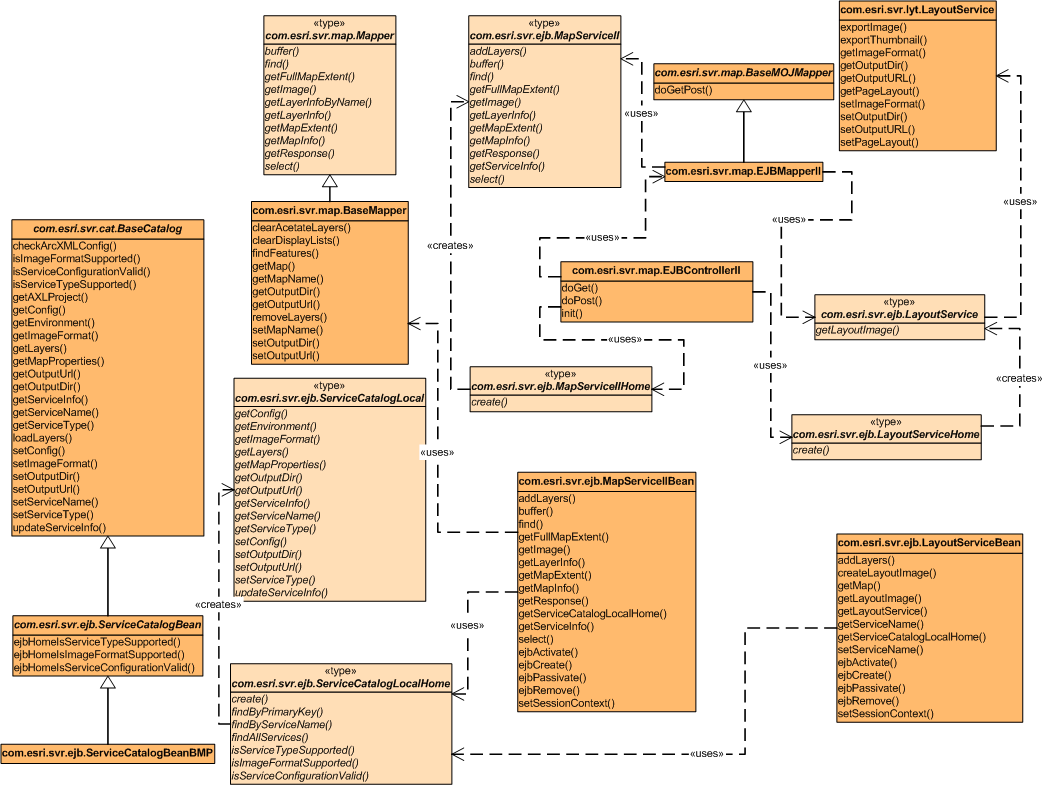 «type»
com.esri.svr.map.Mapper
buffer()
find()
getFullMapExtent()
getImage()
getLayerInfoByName()
getLayerInfo()
getMapExtent()
getMapInfo()
getResponse()
select()
«type»
com.esri.svr.ejb.MapServiceII
addLayers()
buffer()
find()
getFullMapExtent()
getImage()
getLayerInfo()
getMapExtent()
getMapInfo()
getResponse()
getServiceInfo()
select()
com.esri.svr.map.BaseMOJMapper
doGetPost()
com.esri.svr.lyt.LayoutService
exportImage()
exportThumbnail()
getImageFormat()
getOutputDir()
getOutputURL()
getPageLayout()
setImageFormat()
setOutputDir()
setOutputURL()
setPageLayout()
«uses»
com.esri.svr.map.EJBMapperII
«uses»
«uses»
«uses»
«creates»
com.esri.svr.cat.BaseCatalog
checkArcXMLConfig()
isImageFormatSupported()
isServiceConfigurationValid()
isServiceTypeSupported()
getAXLProject()
getConfig()
getEnvironment()
getImageFormat()
getLayers()
getMapProperties()
getOutputUrl()
getOutputDir()
getServiceInfo()
getServiceName()
getServiceType()
loadLayers()
setConfig()
setImageFormat()
setOutputDir()
setOutputUrl()
setServiceName()
setServiceType()
updateServiceInfo()
com.esri.svr.map.BaseMapper
clearAcetateLayers()
clearDisplayLists()
findFeatures()
getMap()
getMapName()
getOutputDir()
getOutputUrl()
removeLayers()
setMapName()
setOutputDir()
setOutputUrl()
com.esri.svr.map.EJBControllerII
doGet()
doPost()
init()
«type»
com.esri.svr.ejb.LayoutService
getLayoutImage()
«uses»
«uses»
«creates»
«type»
com.esri.svr.ejb.MapServiceIIHome
create()
«type»
com.esri.svr.ejb.LayoutServiceHome
create()
«type»
com.esri.svr.ejb.ServiceCatalogLocal
getConfig()
getEnvironment()
getImageFormat()
getLayers()
getMapProperties()
getOutputDir()
getOutputUrl()
getServiceInfo()
getServiceName()
getServiceType()
setConfig()
setOutputDir()
setOutputUrl()
setServiceType()
updateServiceInfo()
«uses»
com.esri.svr.ejb.MapServiceIIBean
addLayers()
buffer()
find()
getFullMapExtent()
getImage()
getLayerInfo()
getMapExtent()
getMapInfo()
getResponse()
getServiceCatalogLocalHome()
getServiceInfo()
select()
ejbActivate()
ejbCreate()
ejbPassivate()
ejbRemove()
setSessionContext()
com.esri.svr.ejb.LayoutServiceBean
addLayers()
createLayoutImage()
getMap()
getLayoutImage()
getLayoutService()
getServiceName()
getServiceCatalogLocalHome()
setServiceName()
ejbActivate()
ejbCreate()
ejbPassivate()
ejbRemove()
setSessionContext()
«creates»
«uses»
com.esri.svr.ejb.ServiceCatalogBean
ejbHomeIsServiceTypeSupported()
ejbHomeIsImageFormatSupported()
ejbHomeIsServiceConfigurationValid()
«type»
com.esri.svr.ejb.ServiceCatalogLocalHome
create()
findByPrimaryKey()
findByServiceName()
findAllServices()
isServiceTypeSupported()
isImageFormatSupported()
isServiceConfigurationValid()
com.esri.svr.ejb.ServiceCatalogBeanBMP
«uses»